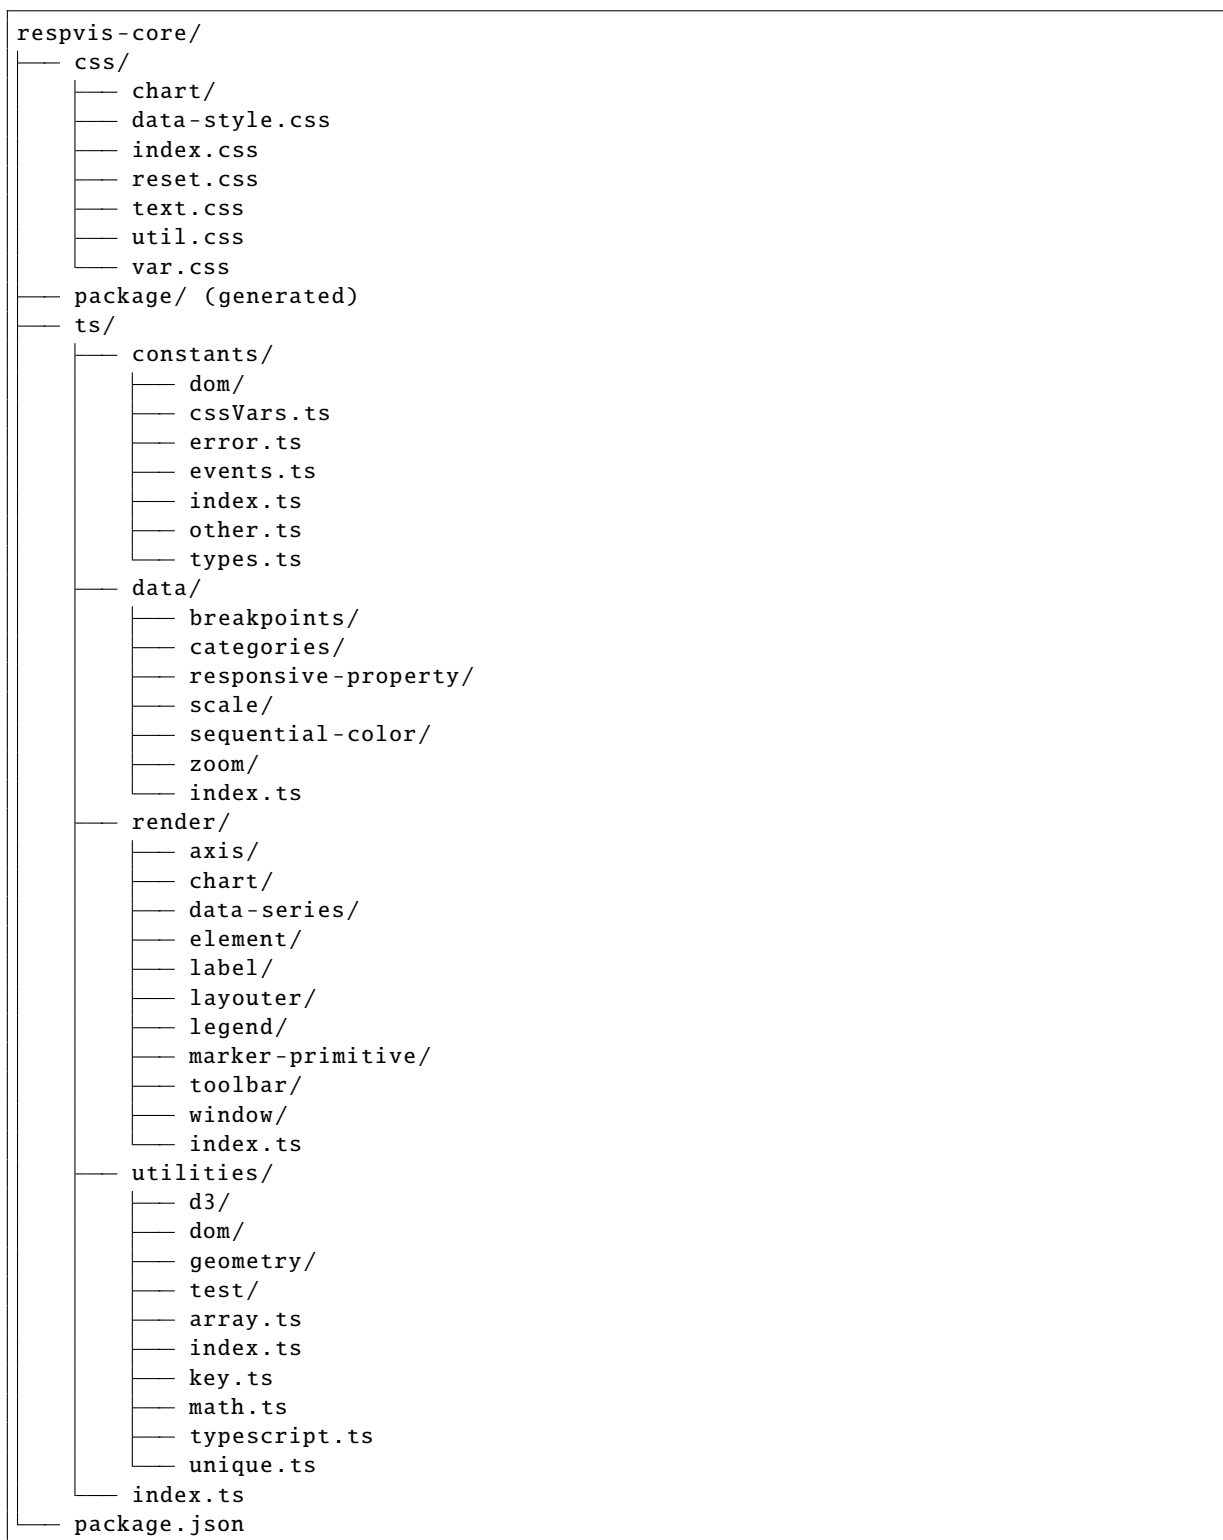 respvis-core/
css/
chart/
data-style.css
index.css
reset.css
text.css
util.css
var.css
package/ (generated)
ts/
constants/
dom/
cssVars.ts
error.ts
events.ts
index.ts
other.ts
types.ts
data/
breakpoints/
categories/
responsive-property/
scale/
sequential-color/
zoom/
index.ts
render/
axis/
chart/
data-series/
element/
label/
layouter/
legend/
marker-primitive/
toolbar/
window/
index.ts
utilities/
d3/
dom/
geometry/
test/
array.ts
index.ts
key.ts
math.ts
typescript.ts
unique.ts
index.ts
package.json